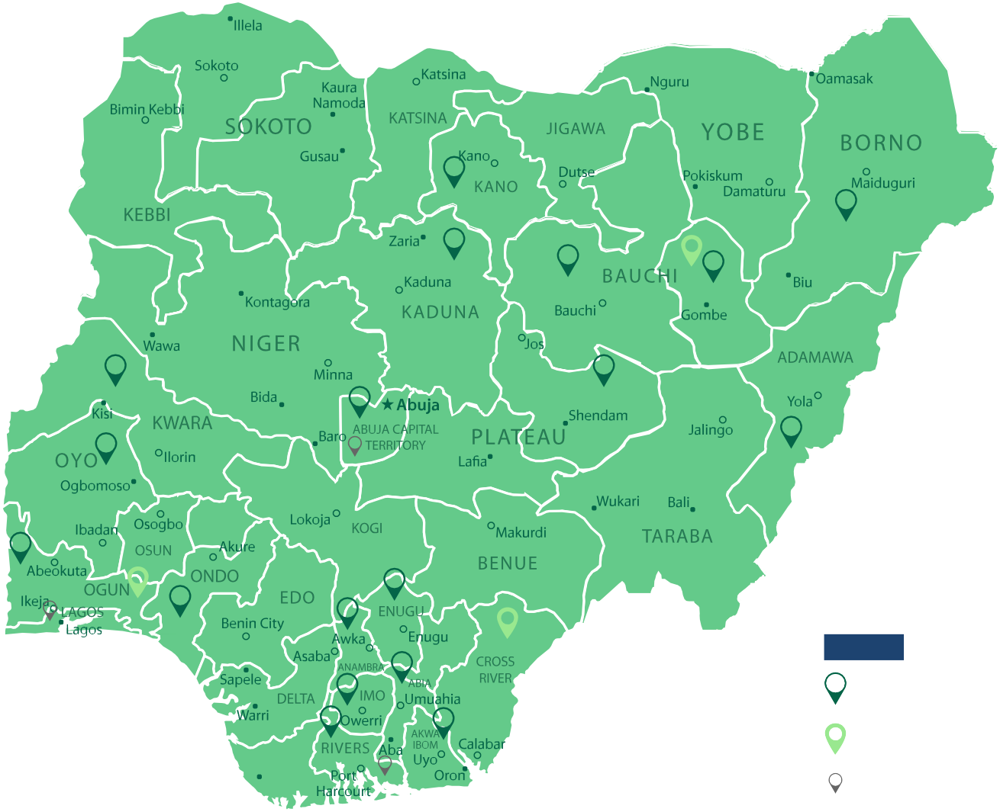 Illela
Sokoto
Katsina
Kaura
Namoda
Nguru
Oamasak
Bimin Kebbi
SOKOTO
KATSINA
JIGAWA
YOBE
BORNO
Gusau
Kano
KANO
Dutse
Pokiskum
Damaturu
Maiduguri
KEBBI
Zaria
Kaduna
KADUNA
BAUCHI
Bauchi
Gombe
Biu
Kontagora
NIGER
Wawa
Jos
ADAMAWA
Minna
Bida
Abuja
Yola
Kisi
KWARA
Baro
ABUJA CAPITAL
TERRITORY
PLATEAU
Shendam
Jalingo
OYO
Ilorin
Lafia
Ogbomoso
Wukari
Bali
Lokoja
KOGI
Makurdi
TARABA
Ibadan
Osogbo
OSUN
Akure
Abeokuta
ONDO
BENUE
OGUN
EDO
Ikeja
LAGOS
Lagos
ENUGU
Benin City
Awka
Enugu
Asaba
ANAMBRA
CROSS
RIVER
Sapele
ABIA
DELTA
IMO
Umuahia
Warri
Owerri
AKWA
IBOM
RIVERS
Aba
Uyo
Calabar
Port
Harcourt
Oron